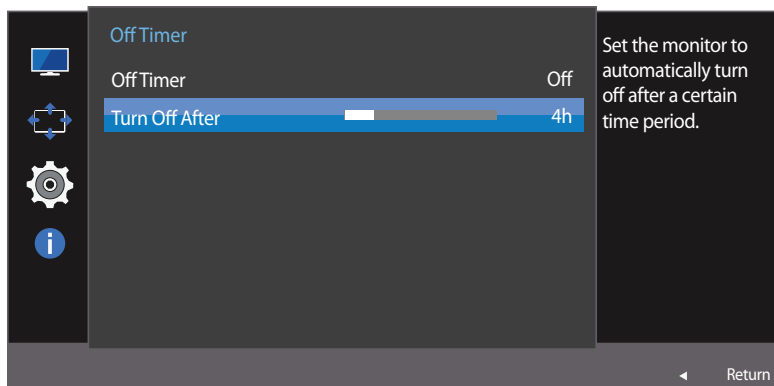 Off Timer
Off Timer Off
Turn Off After 4h
Set the monitor to
automatically turn
off after a certain
time period.
Return